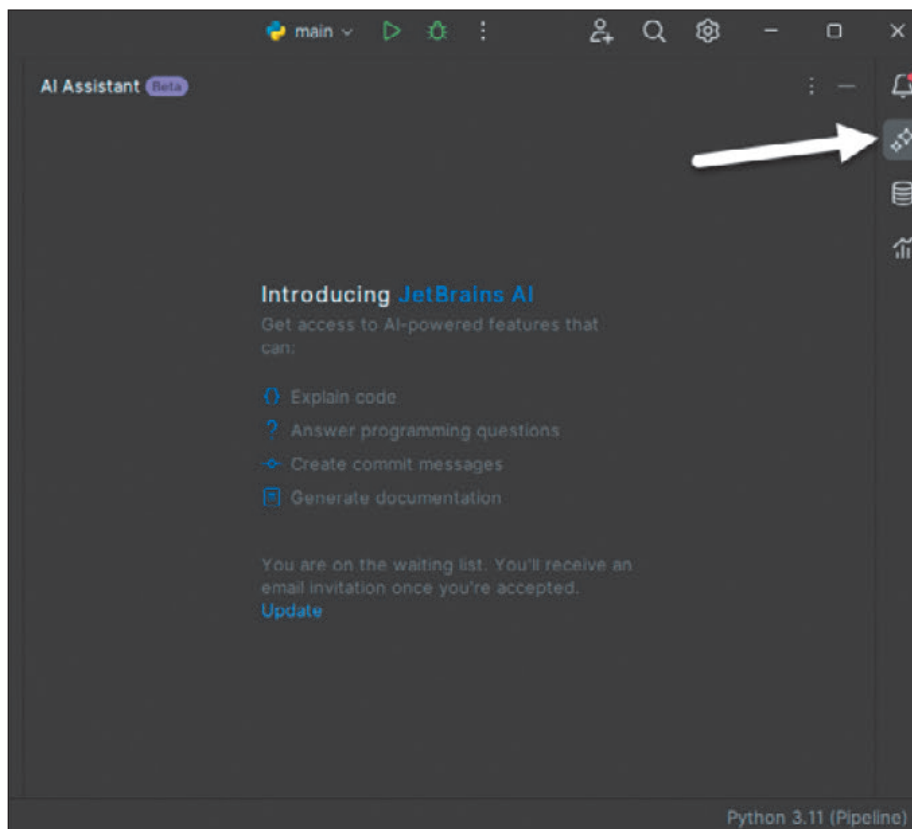 main
AI Assistant Beta
Introducing JetBrains AI
Get access to AI-powered features that
can:
Explain code
Answer programming questions
Create commit messages
Generate documentation
You are on the waiting list. You'll receive an
email invitation once you're accepted.
Update
Python 3.11 (Pipeline)